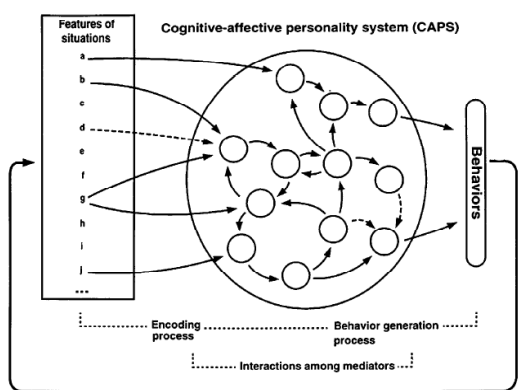 Features of
situations
Cognitive-affective personality system (CAPS)
a
b
c
d
e
f
g
h
i
j
...
Behaviors
Encoding
process
Behavior generation
process
Interactions among mediators